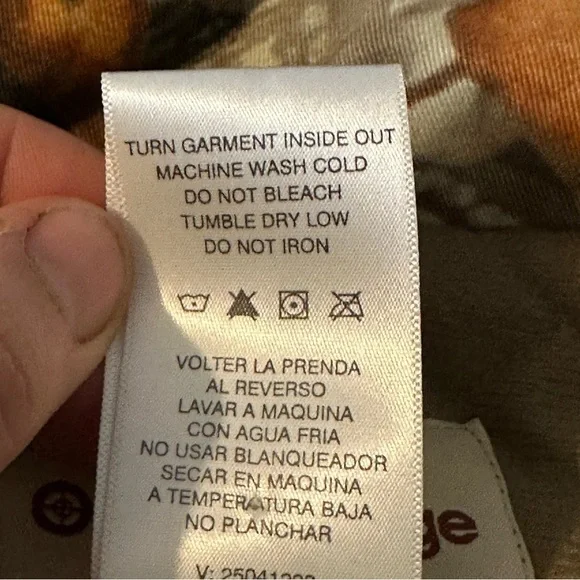 TURN GARMENT INSIDE OUT
MACHINE WASH COLD
DO NOT BLEACH
TUMBLE DRY LOW
DO NOT IRON
VOLTER LA PRENDA
AL REVERSO
LAVAR A MAQUINA
CON AGUA FRIA
NO USAR BLANQUEADOR
SECAR EN MAQUINA
A TEMPERATURA BAJA
NO PLANCHAR
V: